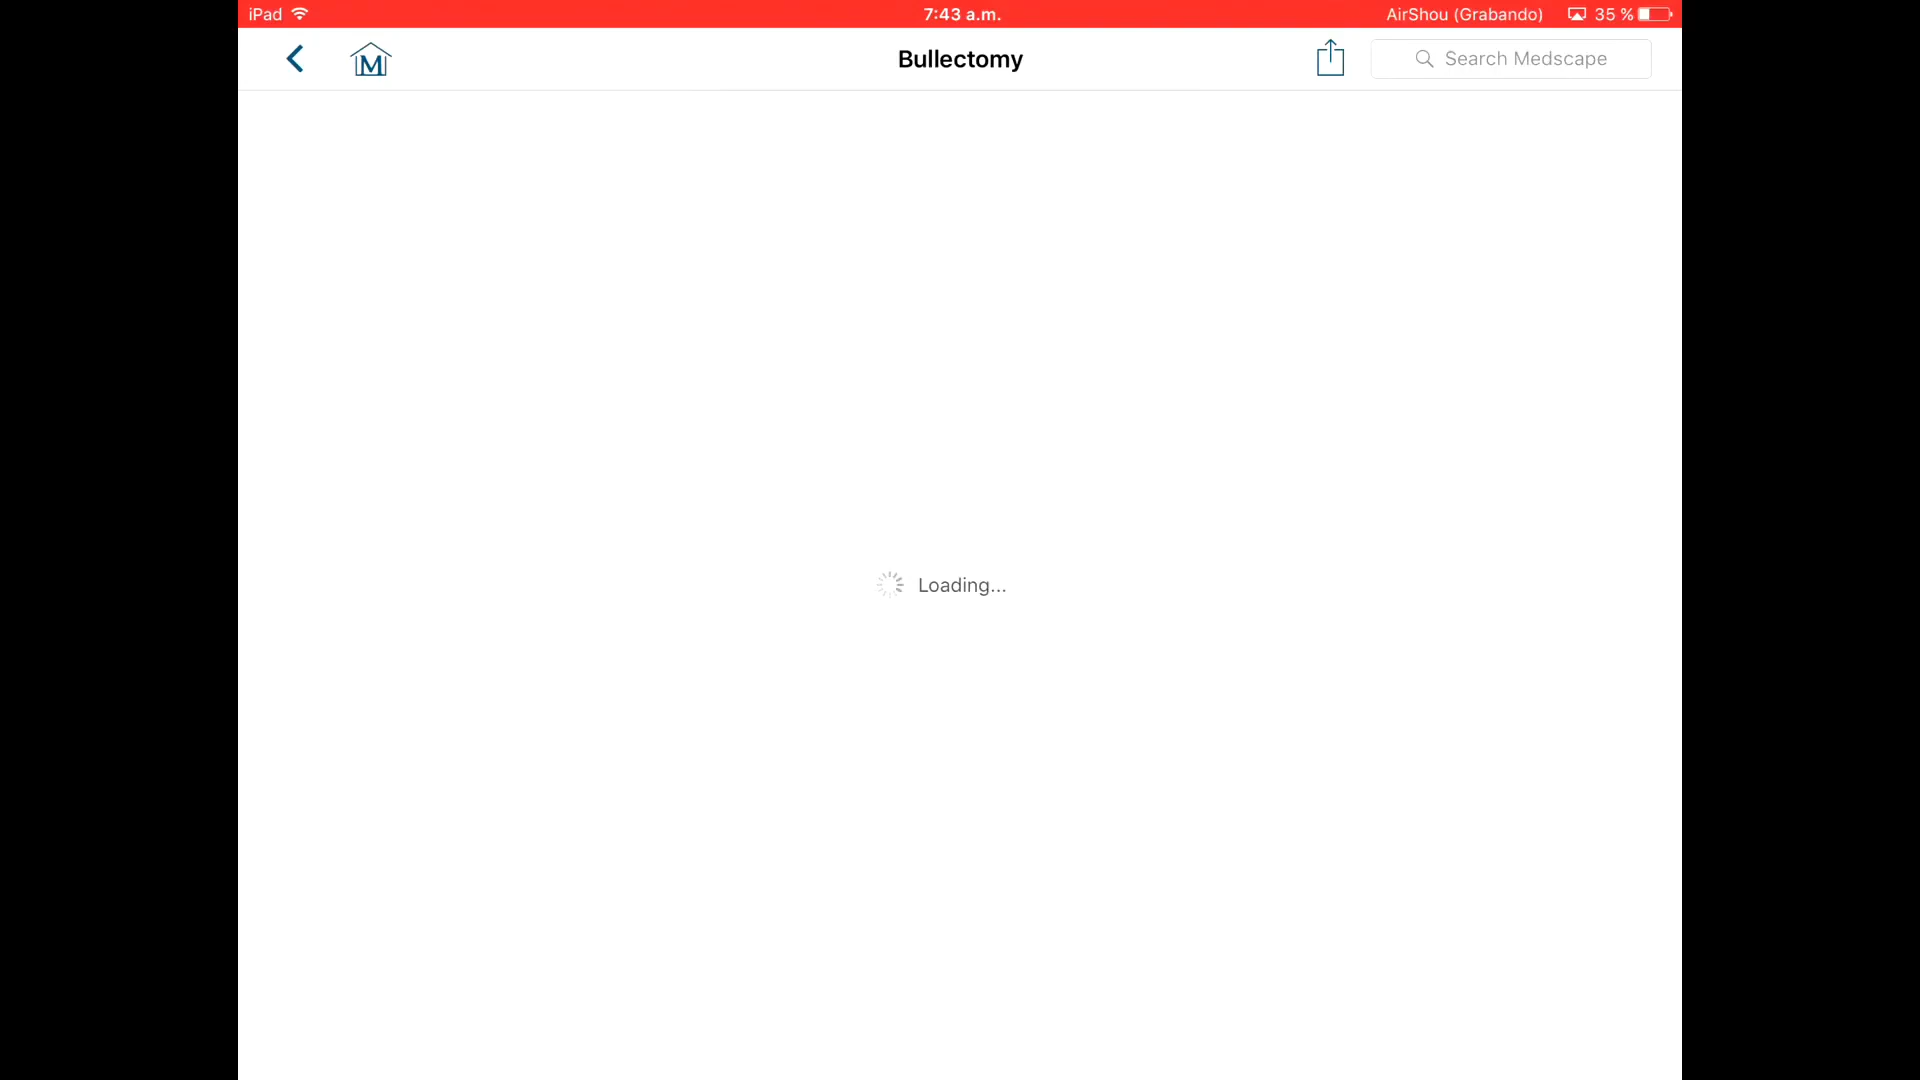 iPad 7:43 a.m. AirShou (Grabando) 35 %
M Bullectomy Search Medscape
Loading...